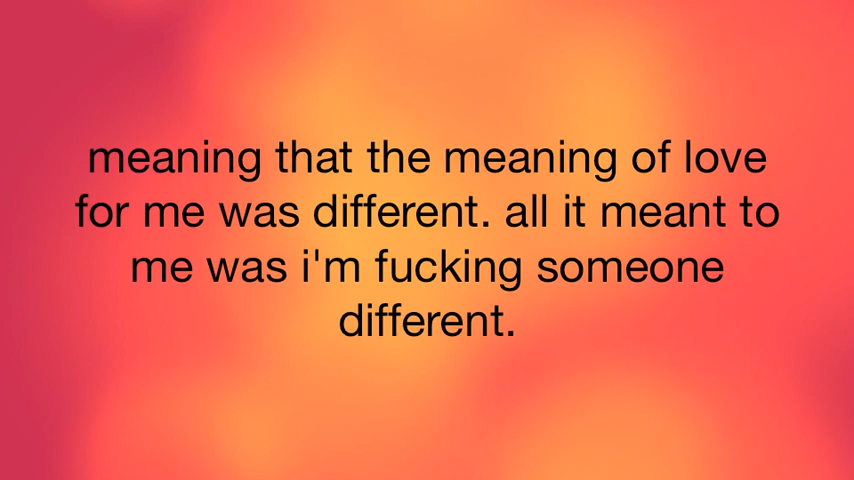 meaning that the meaning of love
for me was different. all it meant to
me was i'm fucking someone
different.